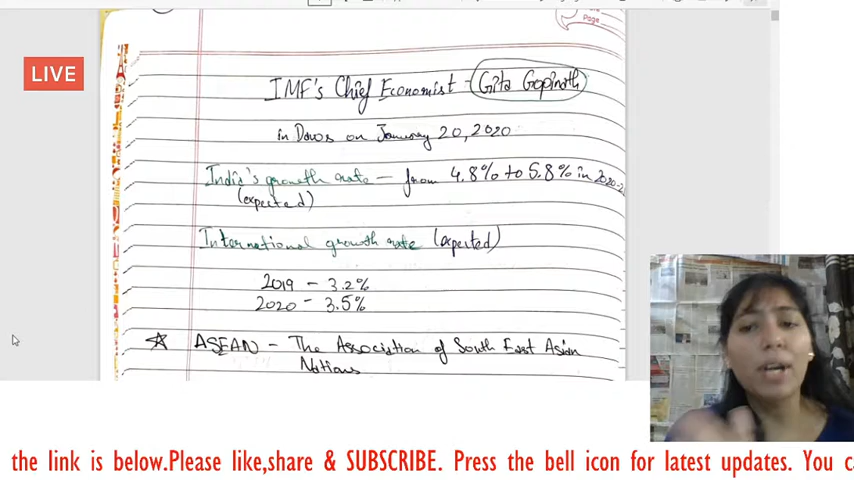 Page
LIVE
IMF's Chief Economist - Gita Gopinath
in Davos on January 20, 2020
India's growth rate - from 4.8% to 5.8% in 2020-21
(expected)
International growth rate (expected)
2019 - 3.2%
2020 - 3.5%
☆ ASEAN - The Association of South East Asian
Nations
the link is below.Please like,share & SUBSCRIBE. Press the bell icon for latest updates. You ca